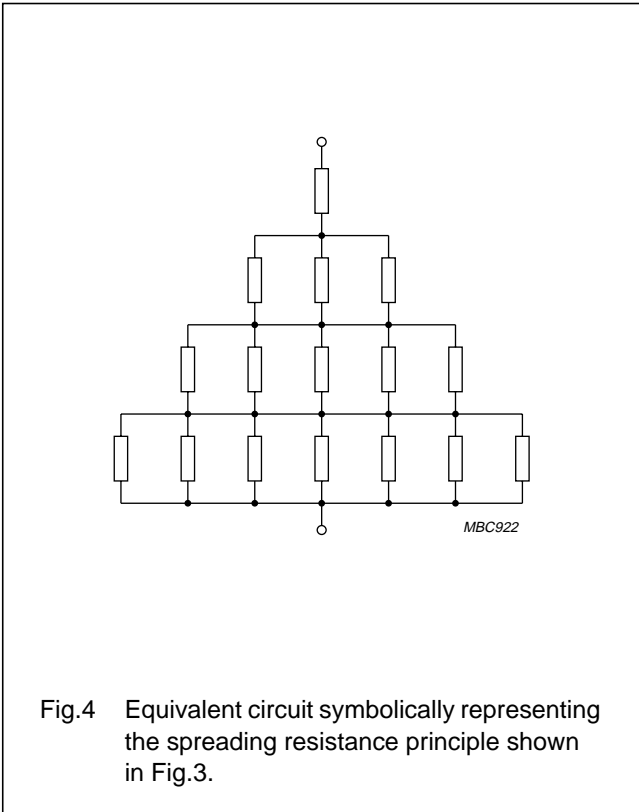 MBC922
Fig.4 Equivalent circuit symbolically representing
the spreading resistance principle shown
in Fig.3.